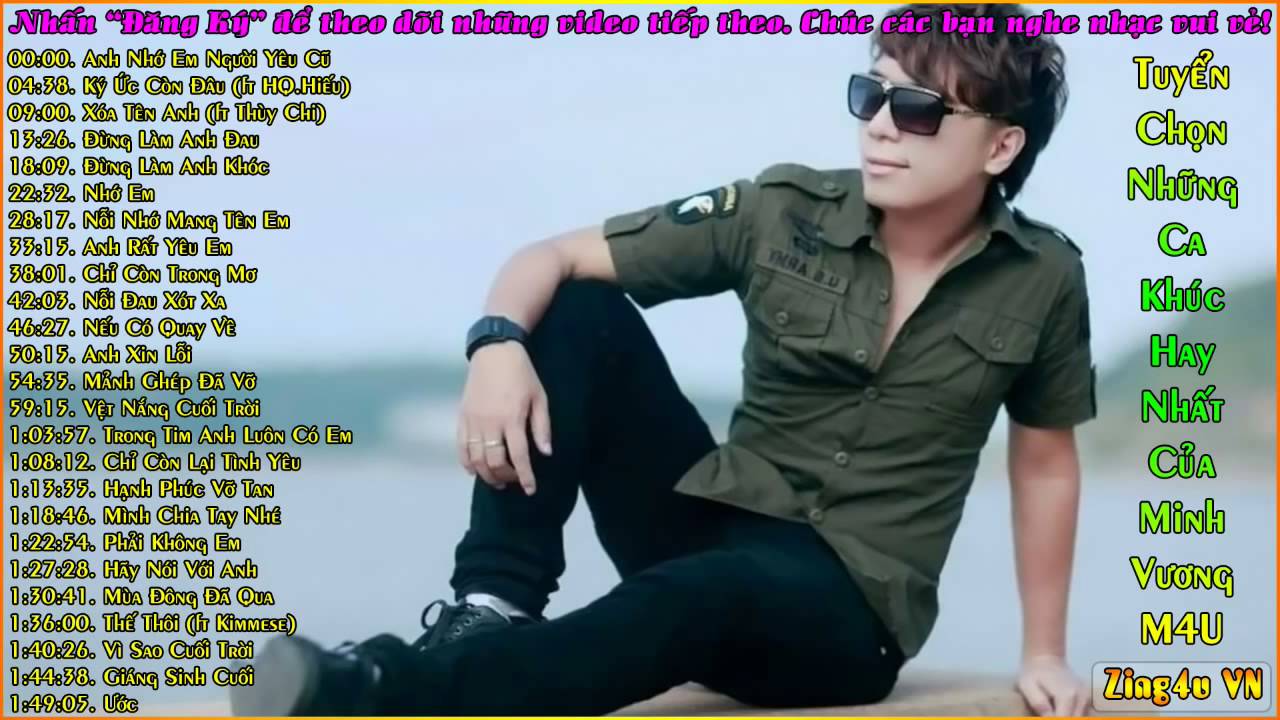 Nhấn “Đăng Ký” để theo dõi những video tiếp theo. Chúc các bạn nghe nhạc vui vẻ!
00:00. Anh Nhớ Em Người Yêu Cũ
04:38. Ký Ức Còn Đâu (ft HQ.Hiếu)
09:00. Xóa Tên Anh (ft Thùy Chi)
13:26. Đừng Làm Anh Đau
18:09. Đừng Làm Anh Khóc
22:32. Nhớ Em
28:17. Nỗi Nhớ Mang Tên Em
33:15. Anh Rất Yêu Em
38:01. Chỉ Còn Trong Mơ
42:03. Nỗi Đau Xót Xa
46:27. Nếu Có Quay Về
50:15. Anh Xin Lỗi
54:35. Mảnh Ghép Đã Vỡ
59:15. Vệt Nắng Cuối Trời
1:03:57. Trong Tim Anh Luôn Có Em
1:08:12. Chỉ Còn Lại Tình Yêu
1:13:35. Hạnh Phúc Vỡ Tan
1:18:46. Mình Chia Tay Nhé
1:22:54. Phải Không Em
1:27:28. Hãy Nói Với Anh
1:30:41. Mùa Đông Đã Qua
1:36:00. Thế Thôi (ft Kimmese)
1:40:26. Vì Sao Cuối Trời
1:44:38. Giáng Sinh Cuối
1:49:05. Ước
Tuyển
Chọn
Những
Ca
Khúc
Hay
Nhất
Của
Minh
Vương
M4U
Zing4u VN